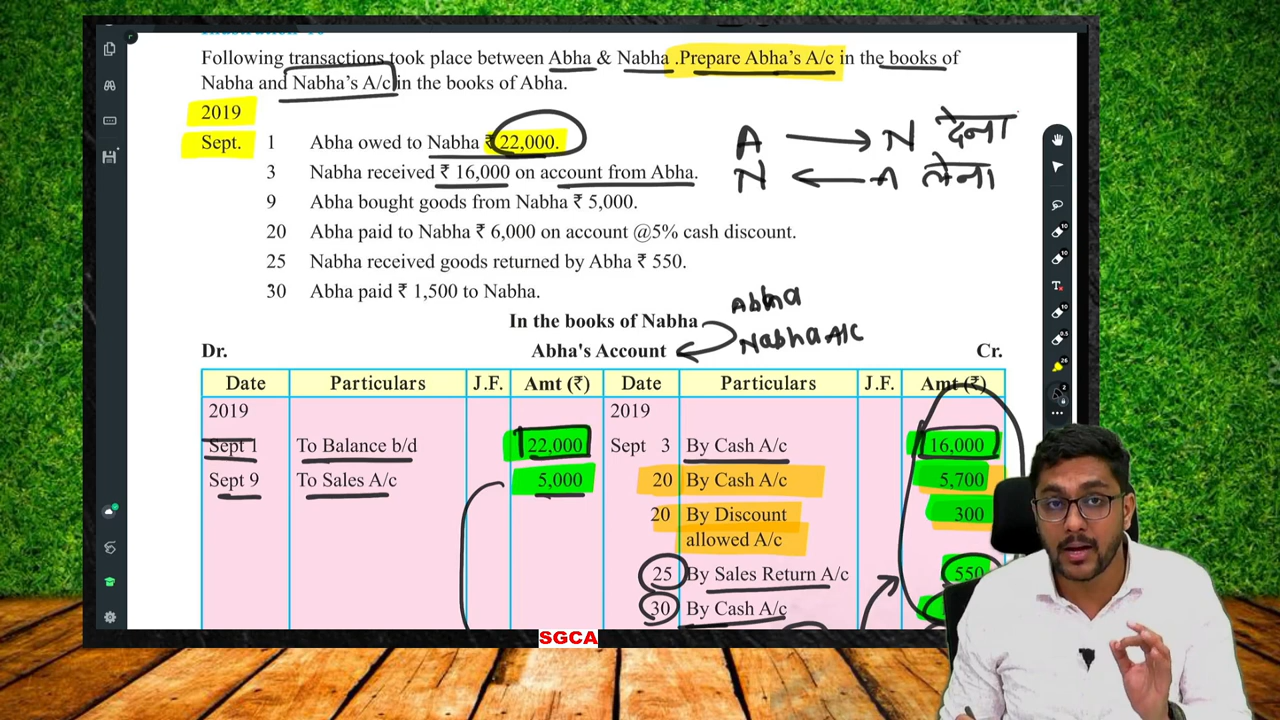 Following transactions took place between Abha & Nabha .Prepare Abha's A/c in the books of
Nabha and Nabha's A/c in the books of Abha.
2019
Sept. 1 Abha owed to Nabha ₹ 22,000.
3 Nabha received ₹ 16,000 on account from Abha.
9 Abha bought goods from Nabha ₹ 5,000.
20 Abha paid to Nabha ₹ 6,000 on account @5% cash discount.
25 Nabha received goods returned by Abha ₹ 550.
30 Abha paid ₹ 1,500 to Nabha.
A → N देना
N ← A लेना
Abha
Nabha A/C
In the books of Nabha
Dr. Abha's Account Cr.
Date Particulars J.F. Amt (₹) Date Particulars J.F. Amt (₹)
2019 2019
Sept 1 To Balance b/d 22,000 Sept 3 By Cash A/c 16,000
Sept 9 To Sales A/c 5,000 20 By Cash A/c 5,700
20 By Discount 300
allowed A/c
25 By Sales Return A/c 550
30 By Cash A/c
SGCA